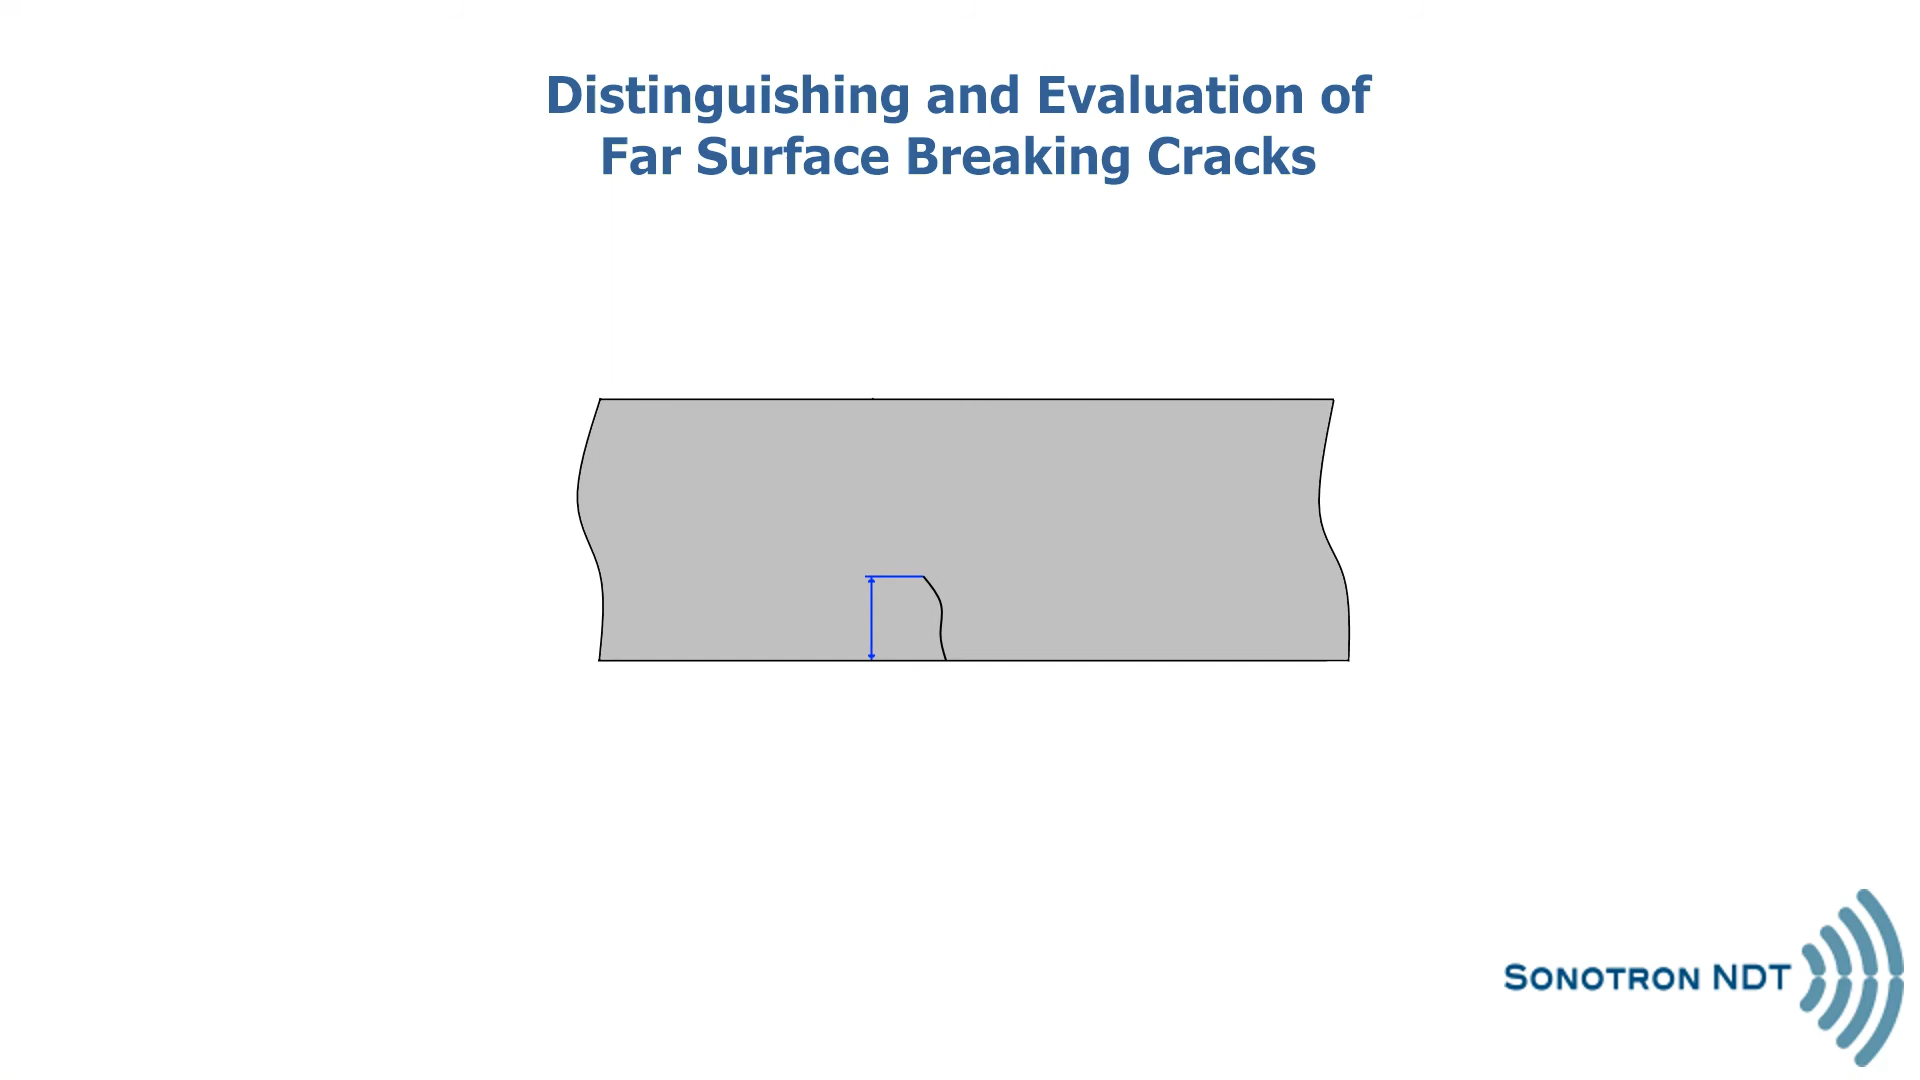 Distinguishing and Evaluation of
Far Surface Breaking Cracks
SONOTRON NDT